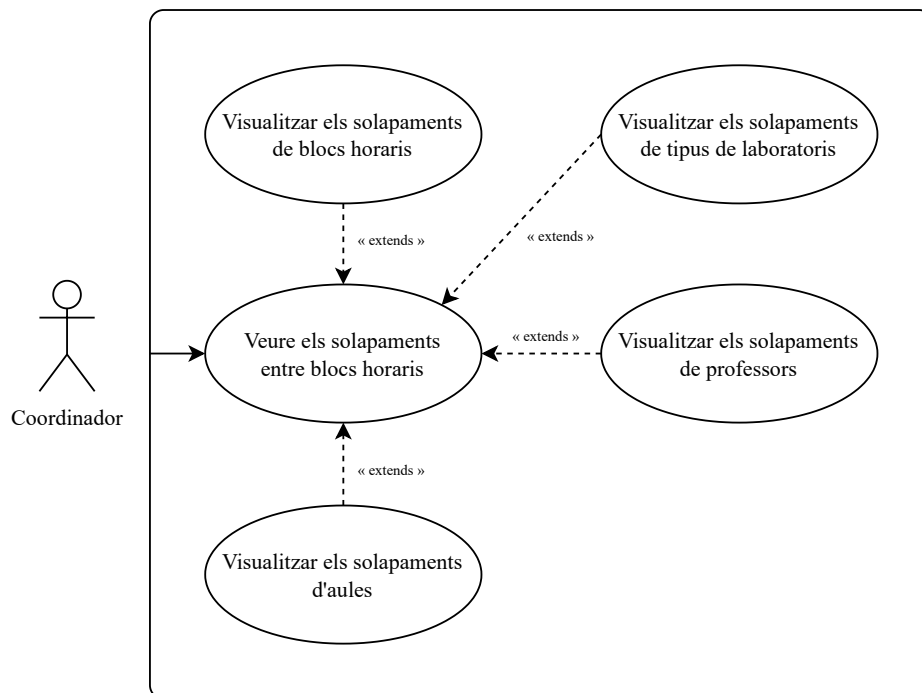 Visualitzar els solapaments
de blocs horaris
Visualitzar els solapaments
de tipus de laboratoris
« extends »
« extends »
Veure els solapaments
entre blocs horaris
« extends »
Visualitzar els solapaments
de professors
Coordinador
« extends »
Visualitzar els solapaments
d'aules